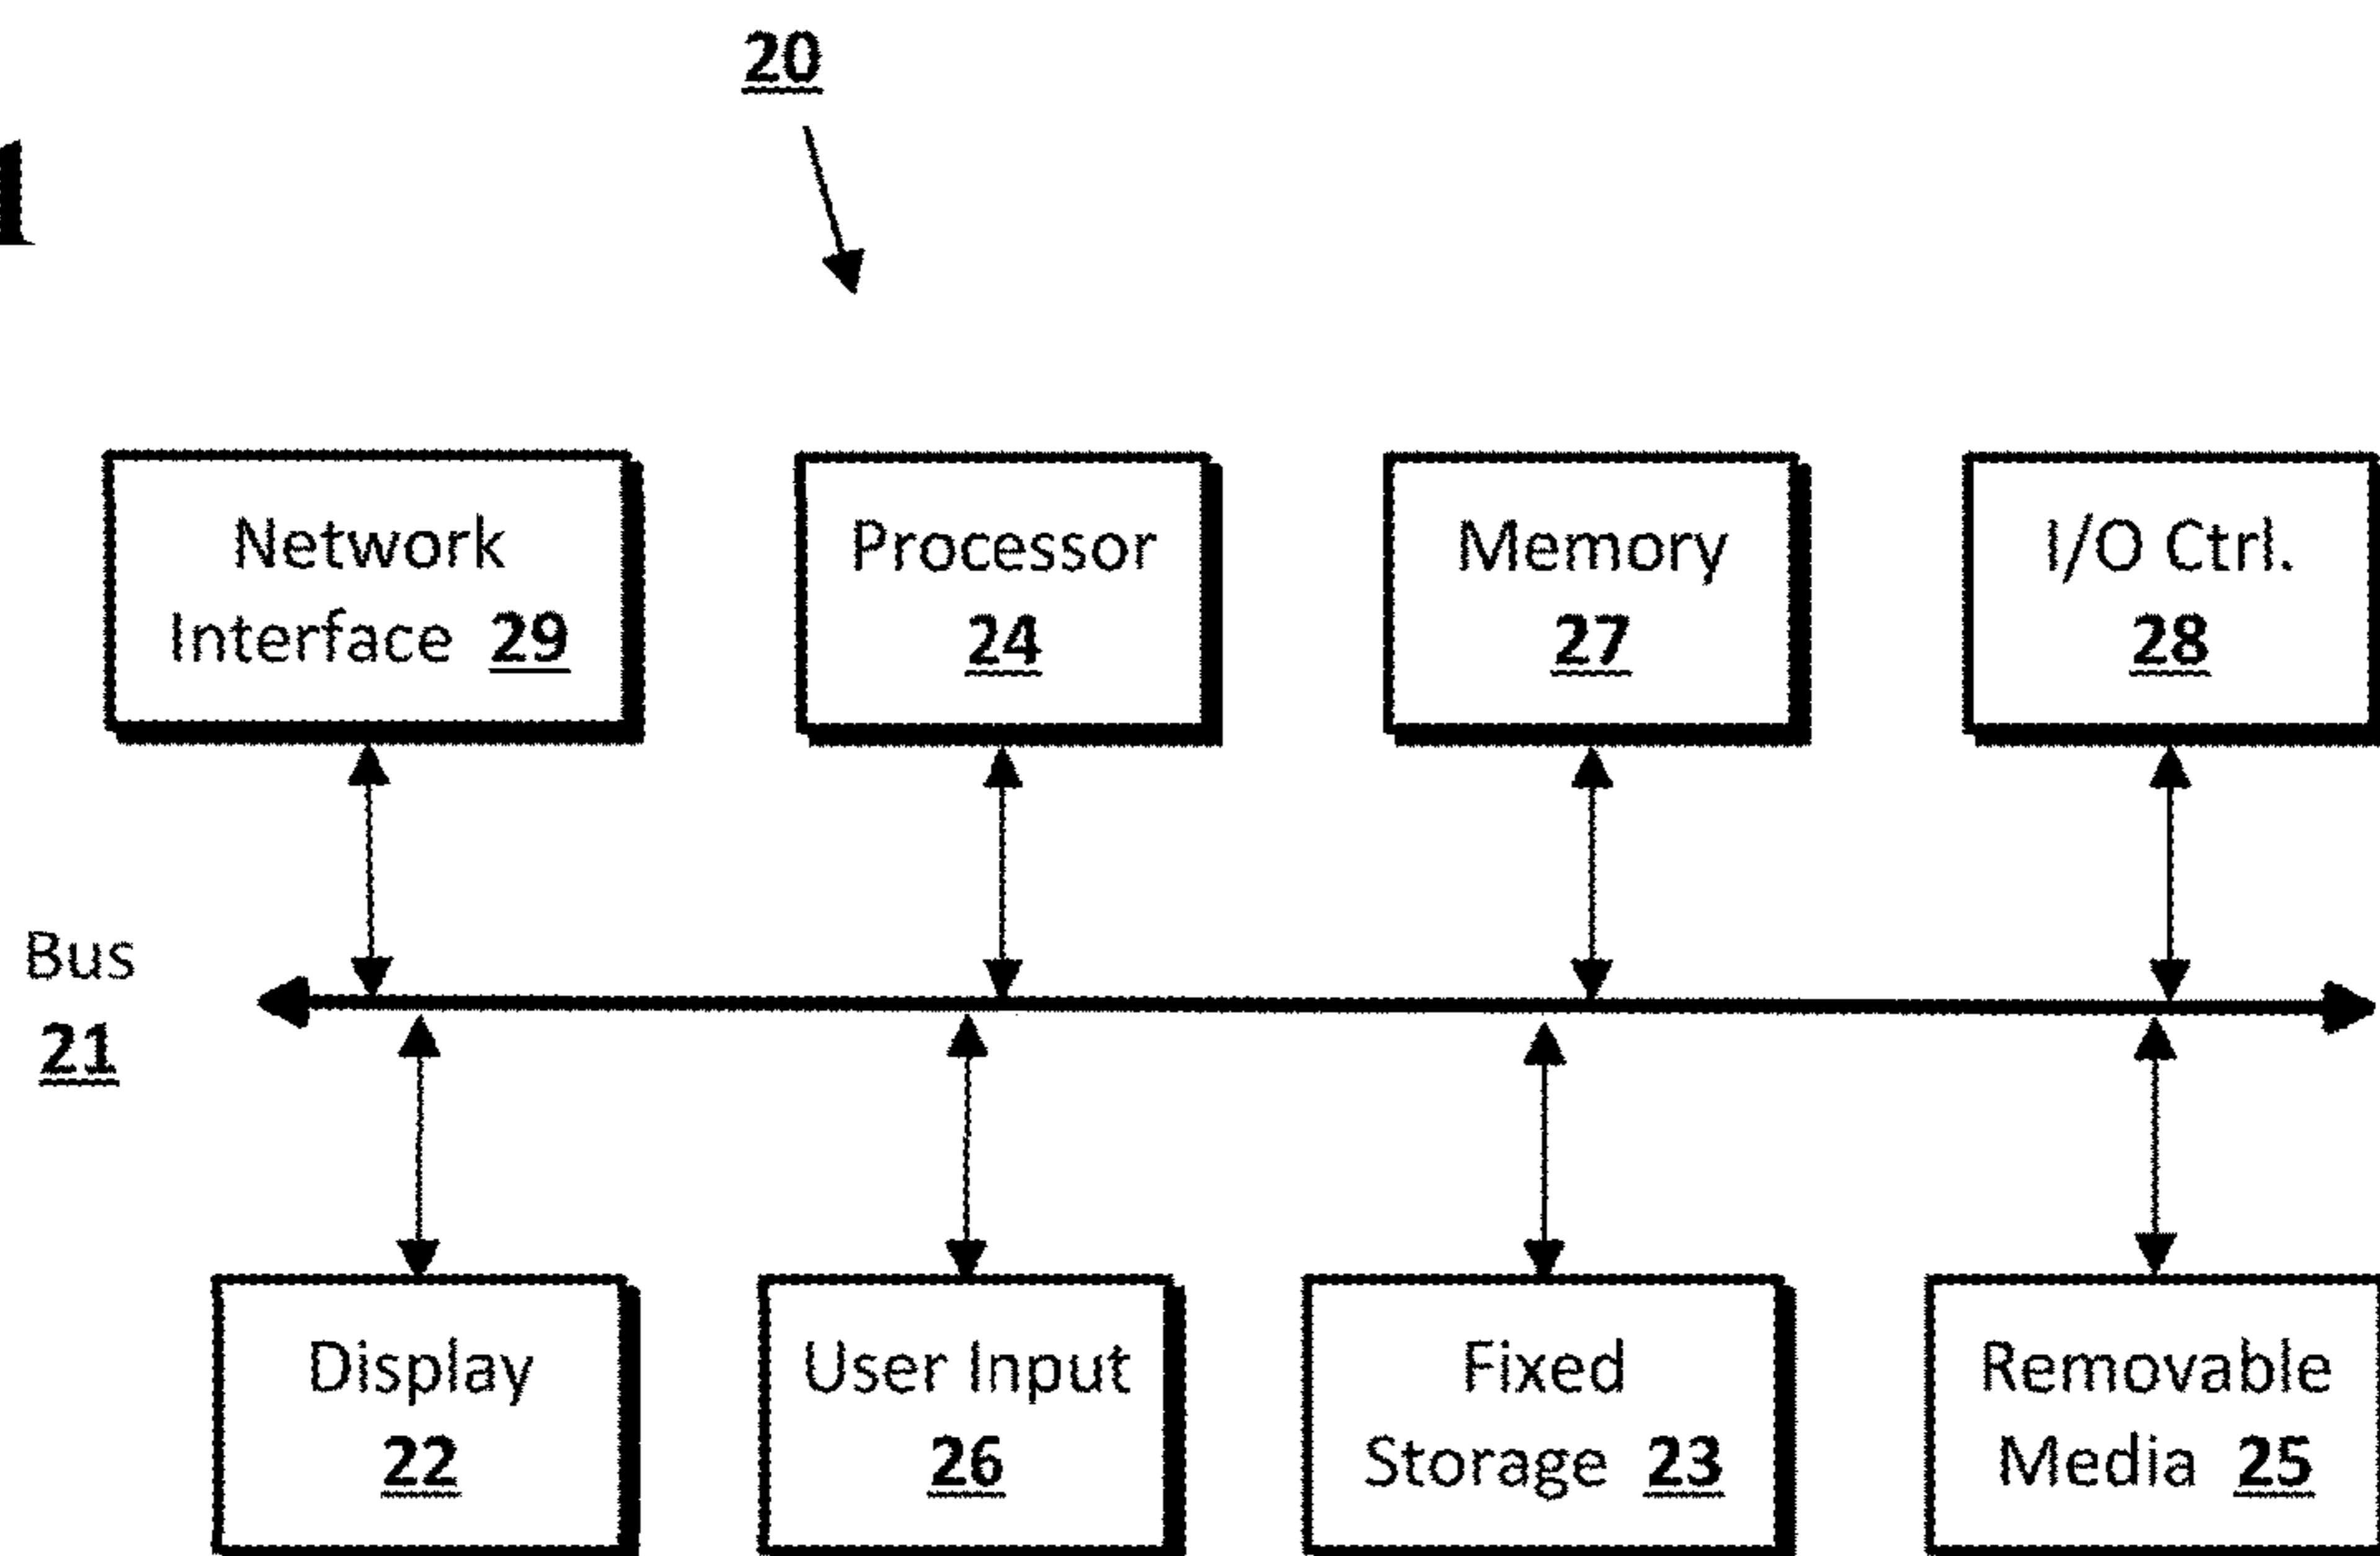 20
1
Network
Interface 29
Processor
24
Memory
27
I/O Ctrl.
28
Bus
21
Display
22
User Input
26
Fixed
Storage 23
Removable
Media 25